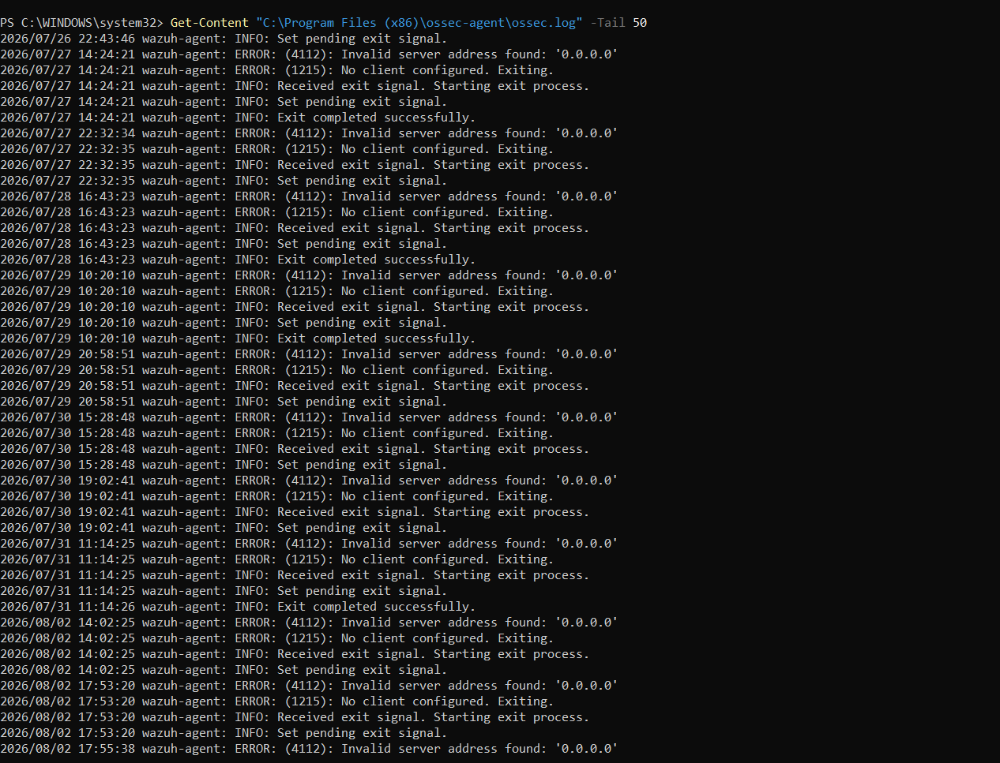 PS C:\WINDOWS\system32> Get-Content "C:\Program Files (x86)\ossec-agent\ossec.log" -Tail 50
2026/07/26 22:43:46 wazuh-agent: INFO: Set pending exit signal.
2026/07/27 14:24:21 wazuh-agent: ERROR: (4112): Invalid server address found: '0.0.0.0'
2026/07/27 14:24:21 wazuh-agent: ERROR: (1215): No client configured. Exiting.
2026/07/27 14:24:21 wazuh-agent: INFO: Received exit signal. Starting exit process.
2026/07/27 14:24:21 wazuh-agent: INFO: Set pending exit signal.
2026/07/27 14:24:21 wazuh-agent: INFO: Exit completed successfully.
2026/07/27 22:32:34 wazuh-agent: ERROR: (4112): Invalid server address found: '0.0.0.0'
2026/07/27 22:32:35 wazuh-agent: ERROR: (1215): No client configured. Exiting.
2026/07/27 22:32:35 wazuh-agent: INFO: Received exit signal. Starting exit process.
2026/07/27 22:32:35 wazuh-agent: INFO: Set pending exit signal.
2026/07/28 16:43:23 wazuh-agent: ERROR: (4112): Invalid server address found: '0.0.0.0'
2026/07/28 16:43:23 wazuh-agent: ERROR: (1215): No client configured. Exiting.
2026/07/28 16:43:23 wazuh-agent: INFO: Received exit signal. Starting exit process.
2026/07/28 16:43:23 wazuh-agent: INFO: Set pending exit signal.
2026/07/28 16:43:23 wazuh-agent: INFO: Exit completed successfully.
2026/07/29 10:20:10 wazuh-agent: ERROR: (4112): Invalid server address found: '0.0.0.0'
2026/07/29 10:20:10 wazuh-agent: ERROR: (1215): No client configured. Exiting.
2026/07/29 10:20:10 wazuh-agent: INFO: Received exit signal. Starting exit process.
2026/07/29 10:20:10 wazuh-agent: INFO: Set pending exit signal.
2026/07/29 10:20:10 wazuh-agent: INFO: Exit completed successfully.
2026/07/29 20:58:51 wazuh-agent: ERROR: (4112): Invalid server address found: '0.0.0.0'
2026/07/29 20:58:51 wazuh-agent: ERROR: (1215): No client configured. Exiting.
2026/07/29 20:58:51 wazuh-agent: INFO: Received exit signal. Starting exit process.
2026/07/29 20:58:51 wazuh-agent: INFO: Set pending exit signal.
2026/07/30 15:28:48 wazuh-agent: ERROR: (4112): Invalid server address found: '0.0.0.0'
2026/07/30 15:28:48 wazuh-agent: ERROR: (1215): No client configured. Exiting.
2026/07/30 15:28:48 wazuh-agent: INFO: Received exit signal. Starting exit process.
2026/07/30 15:28:48 wazuh-agent: INFO: Set pending exit signal.
2026/07/30 19:02:41 wazuh-agent: ERROR: (4112): Invalid server address found: '0.0.0.0'
2026/07/30 19:02:41 wazuh-agent: ERROR: (1215): No client configured. Exiting.
2026/07/30 19:02:41 wazuh-agent: INFO: Received exit signal. Starting exit process.
2026/07/30 19:02:41 wazuh-agent: INFO: Set pending exit signal.
2026/07/31 11:14:25 wazuh-agent: ERROR: (4112): Invalid server address found: '0.0.0.0'
2026/07/31 11:14:25 wazuh-agent: ERROR: (1215): No client configured. Exiting.
2026/07/31 11:14:25 wazuh-agent: INFO: Received exit signal. Starting exit process.
2026/07/31 11:14:25 wazuh-agent: INFO: Set pending exit signal.
2026/07/31 11:14:26 wazuh-agent: INFO: Exit completed successfully.
2026/08/02 14:02:25 wazuh-agent: ERROR: (4112): Invalid server address found: '0.0.0.0'
2026/08/02 14:02:25 wazuh-agent: ERROR: (1215): No client configured. Exiting.
2026/08/02 14:02:25 wazuh-agent: INFO: Received exit signal. Starting exit process.
2026/08/02 14:02:25 wazuh-agent: INFO: Set pending exit signal.
2026/08/02 17:53:20 wazuh-agent: ERROR: (4112): Invalid server address found: '0.0.0.0'
2026/08/02 17:53:20 wazuh-agent: ERROR: (1215): No client configured. Exiting.
2026/08/02 17:53:20 wazuh-agent: INFO: Received exit signal. Starting exit process.
2026/08/02 17:53:20 wazuh-agent: INFO: Set pending exit signal.
2026/08/02 17:55:38 wazuh-agent: ERROR: (4112): Invalid server address found: '0.0.0.0'